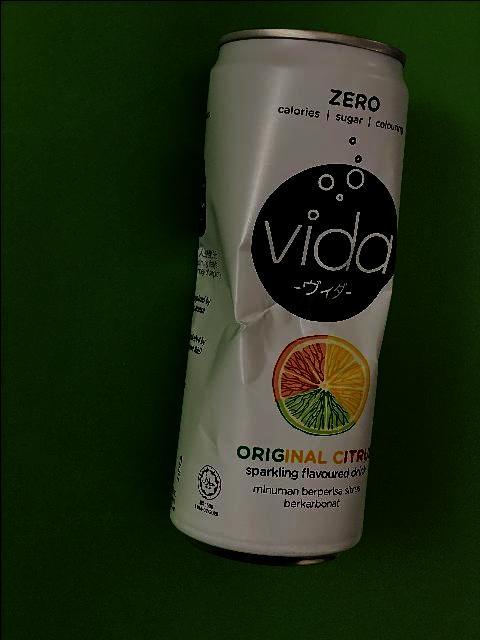 ZERO
calories | sugar | colouring
vida
-ヴィダ-
ORIGINAL CITRUS
sparkling flavoured drink
minuman berperisa sitrus
berkarbonat